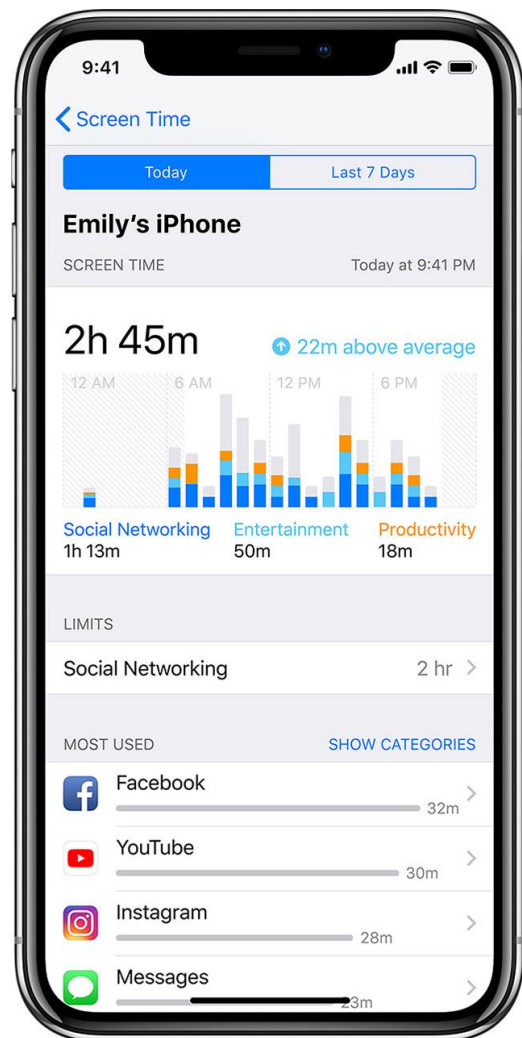 9:41
Screen Time
Today Last 7 Days
Emily’s iPhone
SCREEN TIME Today at 9:41 PM
2h 45m 22m above average
12 AM 6 AM 12 PM 6 PM
Social Networking Entertainment Productivity
1h 13m 50m 18m
LIMITS
Social Networking 2 hr
MOST USED SHOW CATEGORIES
Facebook
32m
YouTube
30m
Instagram
28m
Messages
23m